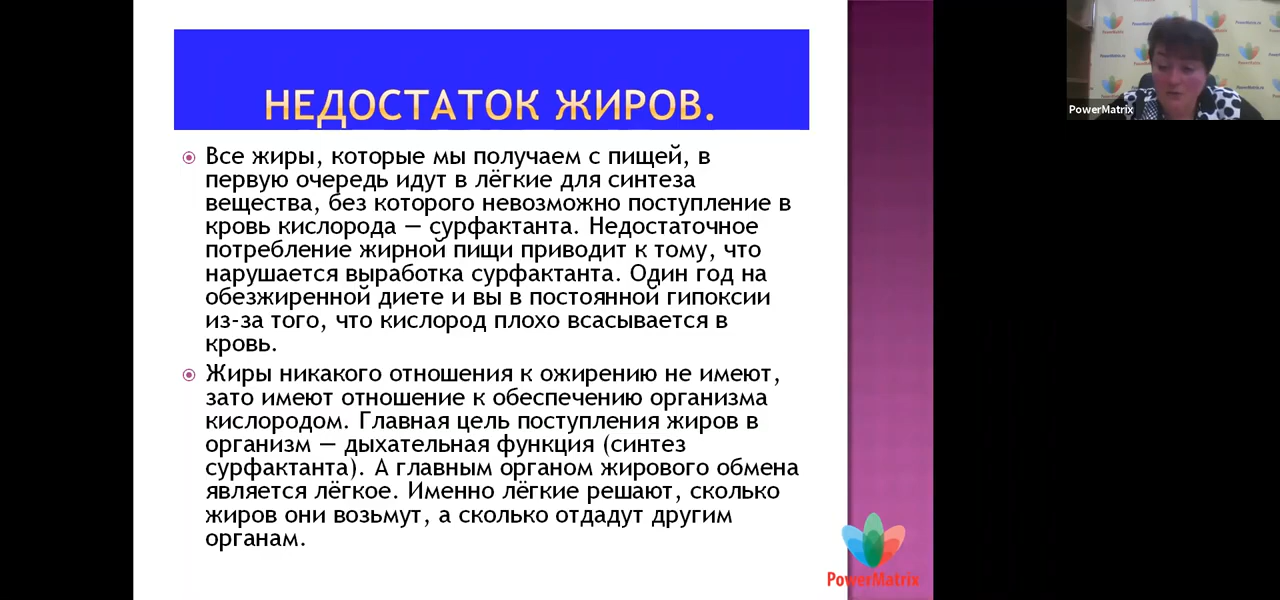 НЕДОСТАТОК ЖИРОВ.
Все жиры, которые мы получаем с пищей, в
первую очередь идут в лёгкие для синтеза
вещества, без которого невозможно поступление в
кровь кислорода — сурфактанта. Недостаточное
потребление жирной пищи приводит к тому, что
нарушается выработка сурфактанта. Один год на
обезжиренной диете и вы в постоянной гипоксии
из-за того, что кислород плохо всасывается в
кровь.
Жиры никакого отношения к ожирению не имеют,
зато имеют отношение к обеспечению организма
кислородом. Главная цель поступления жиров в
организм — дыхательная функция (синтез
сурфактанта). А главным органом жирового обмена
является лёгкое. Именно лёгкие решают, сколько
жиров они возьмут, а сколько отдадут другим
органам.
PowerMatrix
PowerMatrix